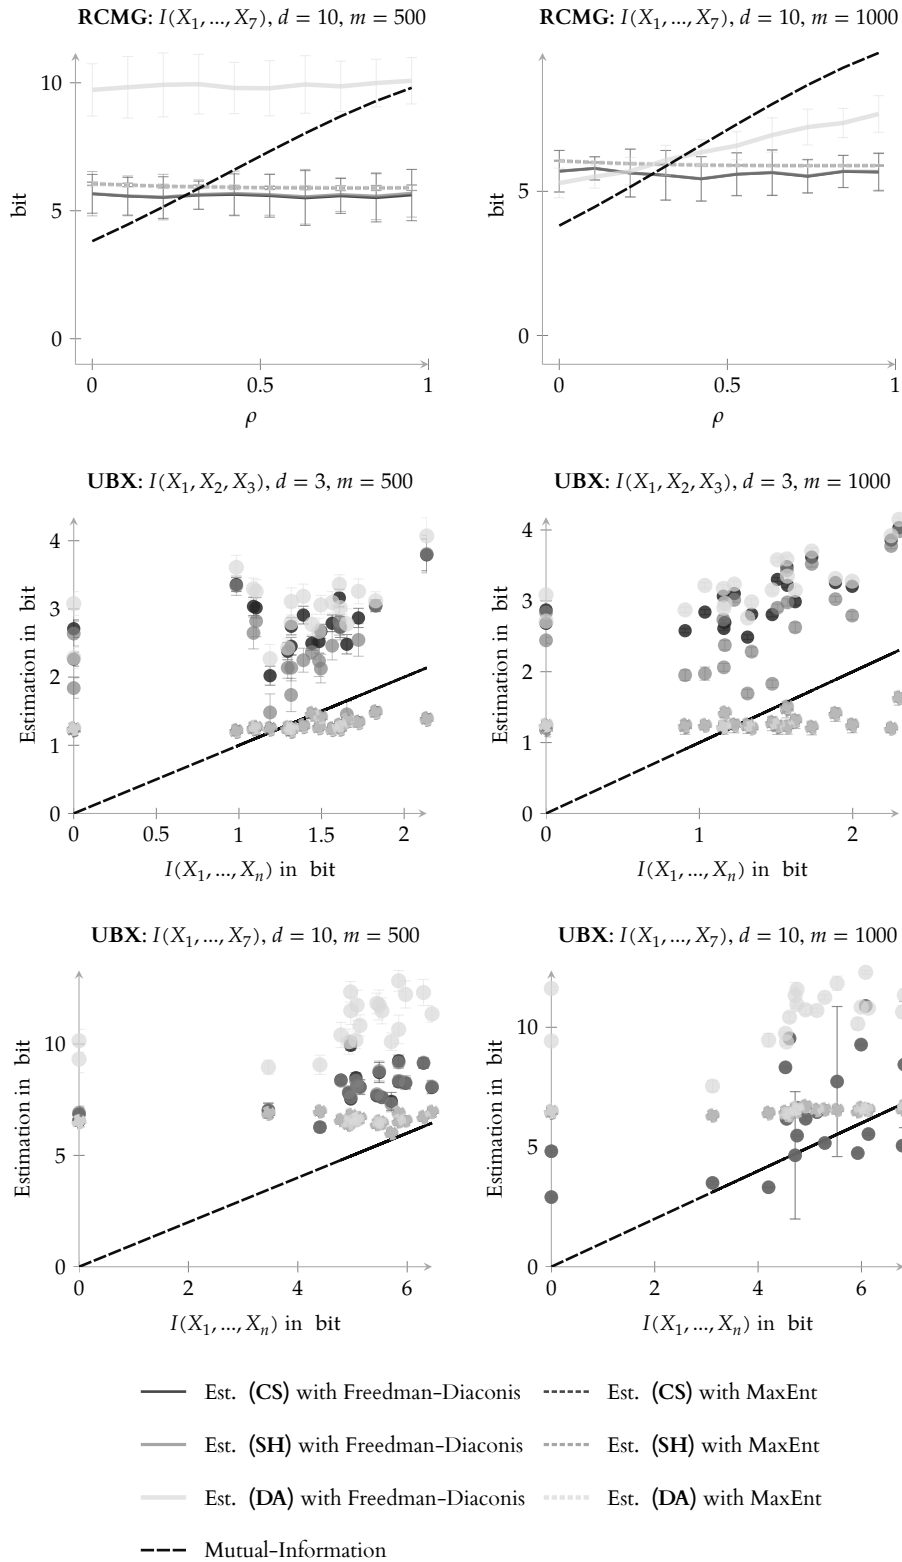 RCMG: I(X1, ..., X7), d = 10, m = 500
RCMG: I(X1, ..., X7), d = 10, m = 1000
10
5
0
bit
0
0.5
1
ρ
5
0
bit
0
0.5
1
ρ
UBX: I(X1, X2, X3), d = 3, m = 500
UBX: I(X1, X2, X3), d = 3, m = 1000
4
3
2
1
0
Estimation in bit
0
0.5
1
1.5
2
I(X1, ..., Xn) in bit
4
3
2
1
0
Estimation in bit
0
1
2
I(X1, ..., Xn) in bit
UBX: I(X1, ..., X7), d = 10, m = 500
UBX: I(X1, ..., X7), d = 10, m = 1000
10
5
0
Estimation in bit
0
2
4
6
I(X1, ..., Xn) in bit
10
5
0
Estimation in bit
0
2
4
6
I(X1, ..., Xn) in bit
Est. (CS) with Freedman-Diaconis
Est. (CS) with MaxEnt
Est. (SH) with Freedman-Diaconis
Est. (SH) with MaxEnt
Est. (DA) with Freedman-Diaconis
Est. (DA) with MaxEnt
Mutual-Information